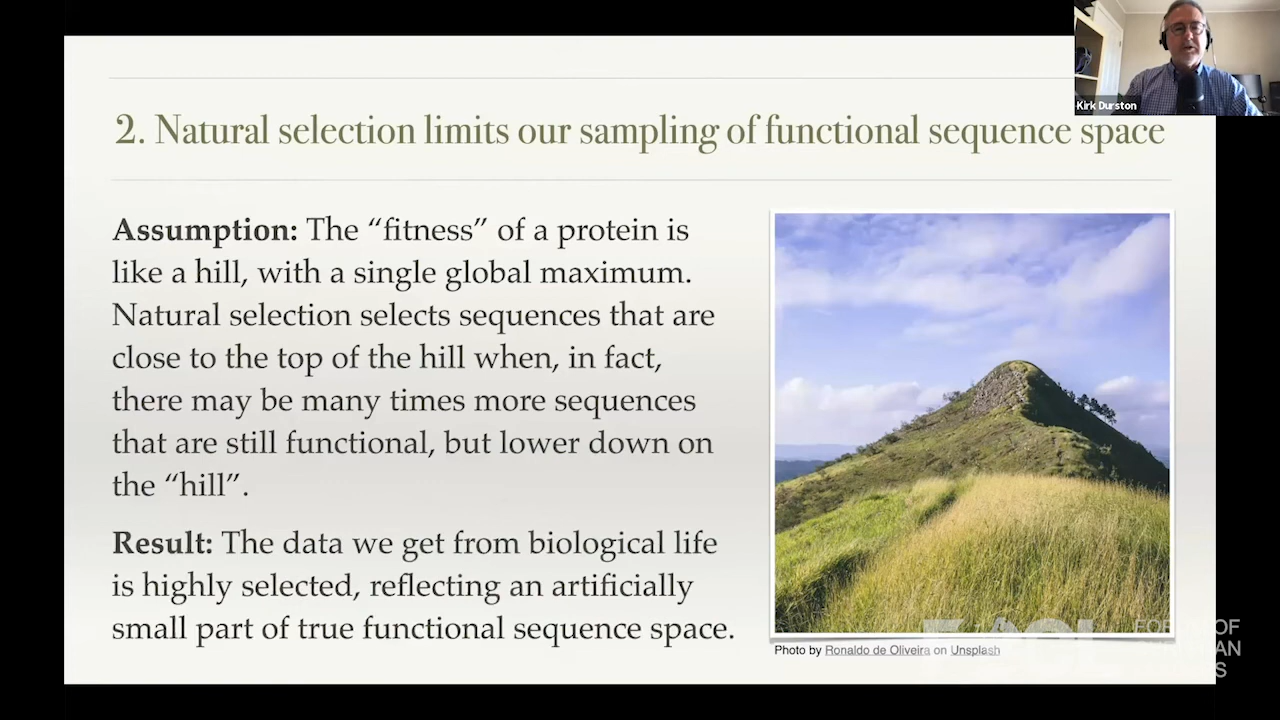 Kirk Durston
2. Natural selection limits our sampling of functional sequence space
Assumption: The “fitness” of a protein is
like a hill, with a single global maximum.
Natural selection selects sequences that are
close to the top of the hill when, in fact,
there may be many times more sequences
that are still functional, but lower down on
the “hill”.
Result: The data we get from biological life
is highly selected, reflecting an artificially
small part of true functional sequence space.
Photo by Ronaldo de Oliveira on Unsplash
OF